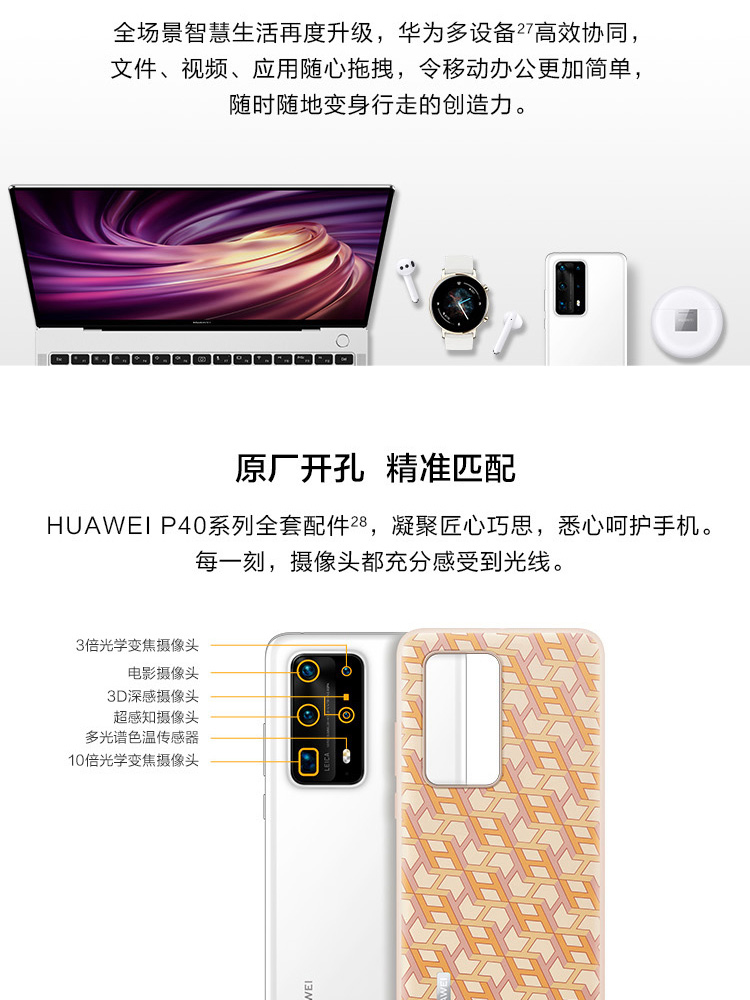 全场景智慧生活再度升级，华为多设备27高效协同，
文件、视频、应用随心拖拽，令移动办公更加简单，
随时随地变身行走的创造力。
HUAWEI
原厂开孔 精准匹配
HUAWEI P40系列全套配件28，凝聚匠心巧思，悉心呵护手机。
每一刻，摄像头都充分感受到光线。
3倍光学变焦摄像头
电影摄像头
3D深感摄像头
超感知摄像头
多光谱色温传感器
10倍光学变焦摄像头
LEICA
WEI
WEI